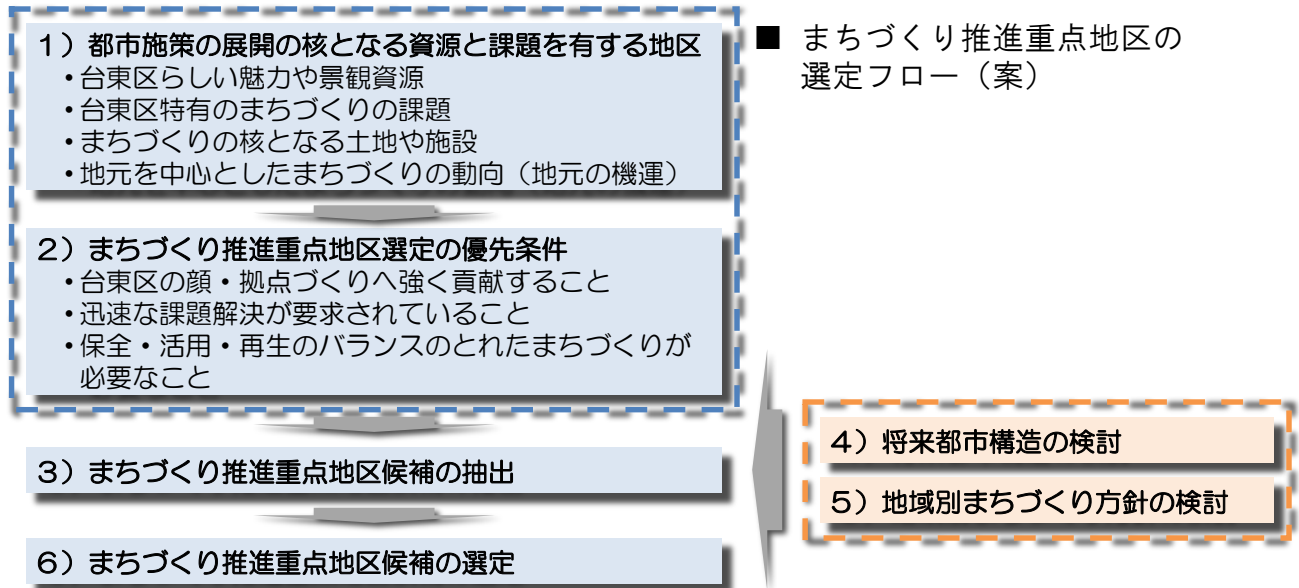 ■ まちづくり推進重点地区の
選定フロー（案）
1）都市施策の展開の核となる資源と課題を有する地区
・台東区らしい魅力や景観資源
・台東区特有のまちづくりの課題
・まちづくりの核となる土地や施設
・地元を中心としたまちづくりの動向（地元の機運）
2）まちづくり推進重点地区選定の優先条件
・台東区の顔・拠点づくりへ強く貢献すること
・迅速な課題解決が要求されていること
・保全・活用・再生のバランスのとれたまちづくりが
必要なこと
3）まちづくり推進重点地区候補の抽出
4）将来都市構造の検討
5）地域別まちづくり方針の検討
6）まちづくり推進重点地区候補の選定